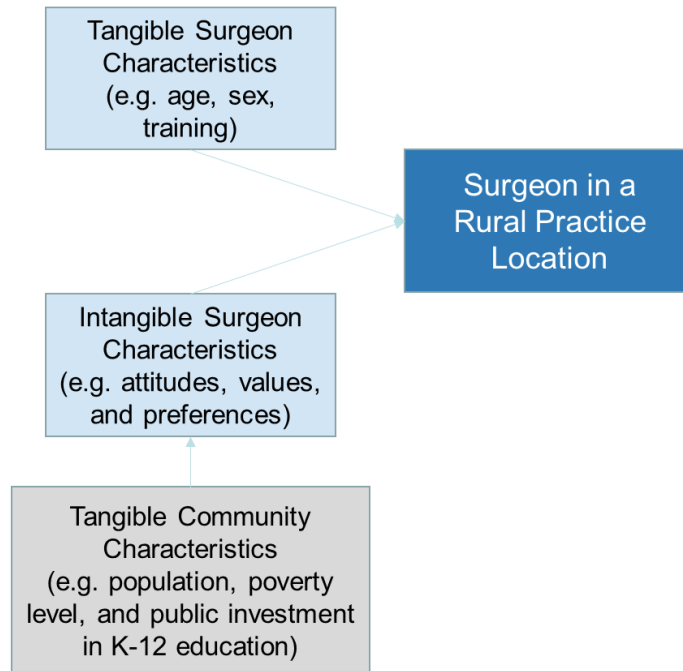 Tangible Surgeon
Characteristics
(e.g. age, sex,
training)
Surgeon in a
Rural Practice
Location
Intangible Surgeon
Characteristics
(e.g. attitudes, values,
and preferences)
Tangible Community
Characteristics
(e.g. population, poverty
level, and public investment
in K-12 education)